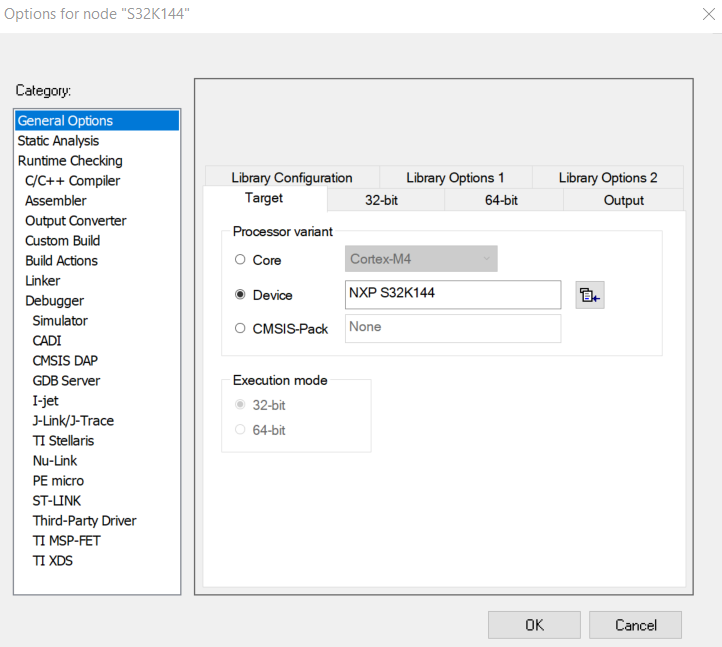 Options for node "S32K144"
Category:
General Options
Static Analysis
Runtime Checking
C/C++ Compiler
Assembler
Output Converter
Custom Build
Build Actions
Linker
Debugger
Simulator
CADI
CMSIS DAP
GDB Server
I-jet
J-Link/J-Trace
TI Stellaris
Nu-Link
PE micro
ST-LINK
Third-Party Driver
TI MSP-FET
TI XDS
Library Configuration Library Options 1 Library Options 2
Target 32-bit 64-bit Output
Processor variant
Core Cortex-M4
Device NXP S32K144
CMSIS-Pack None
Execution mode
32-bit
64-bit
OK Cancel